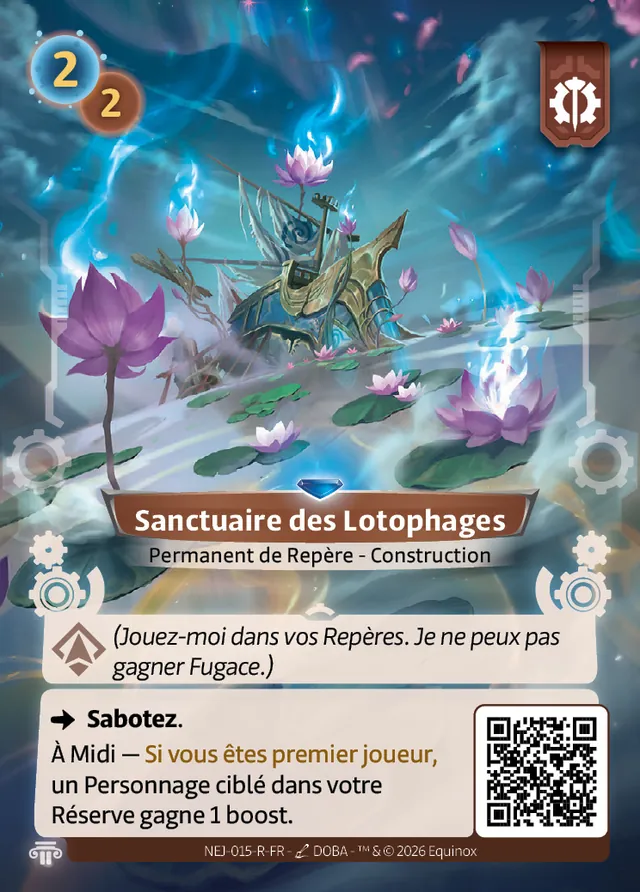 2
2
Sanctuaire des Lotophages
Permanent de Repère - Construction
(Jouez-moi dans vos Repères. Je ne peux pas
gagner Fugace.)
➔ Sabotez.
À Midi — Si vous êtes premier joueur,
un Personnage ciblé dans votre
Réserve gagne 1 boost.
NEJ-015-R-FR - DOBA - ™ & © 2026 Equinox